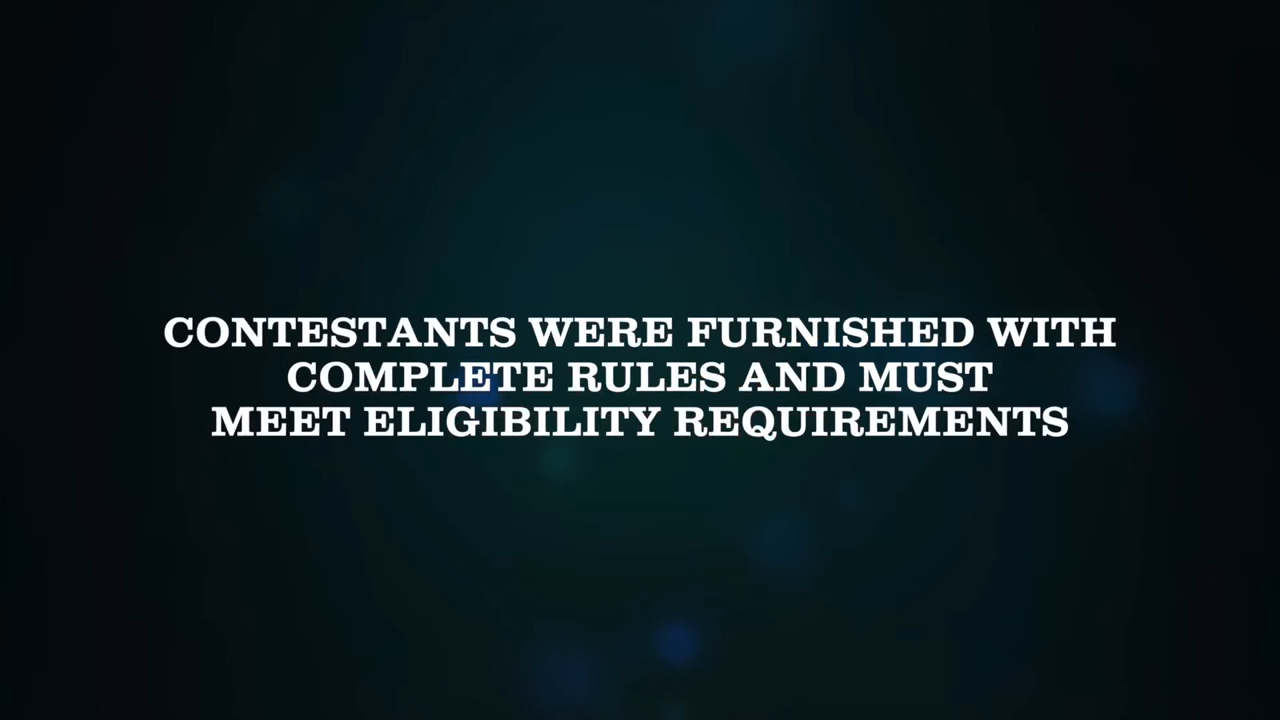 CONTESTANTS WERE FURNISHED WITH
COMPLETE RULES AND MUST
MEET ELIGIBILITY REQUIREMENTS